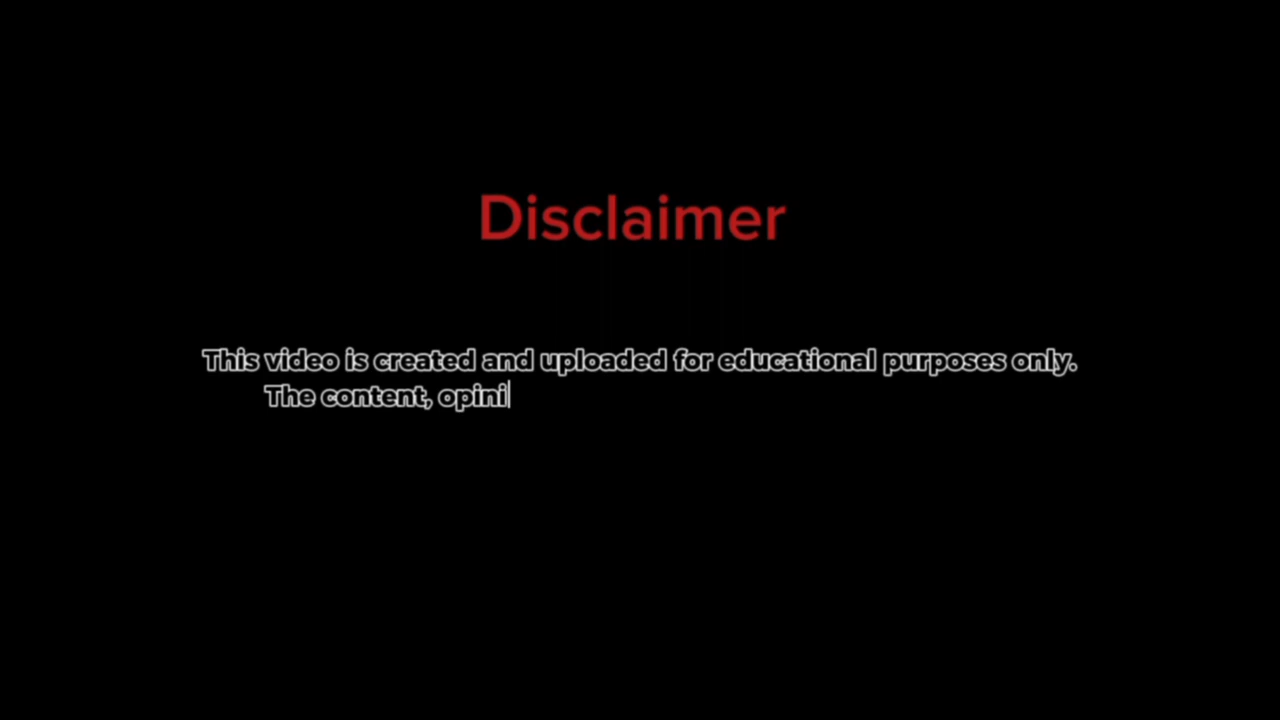 Disclaimer
This video is created and uploaded for educational purposes only.
The content, opini